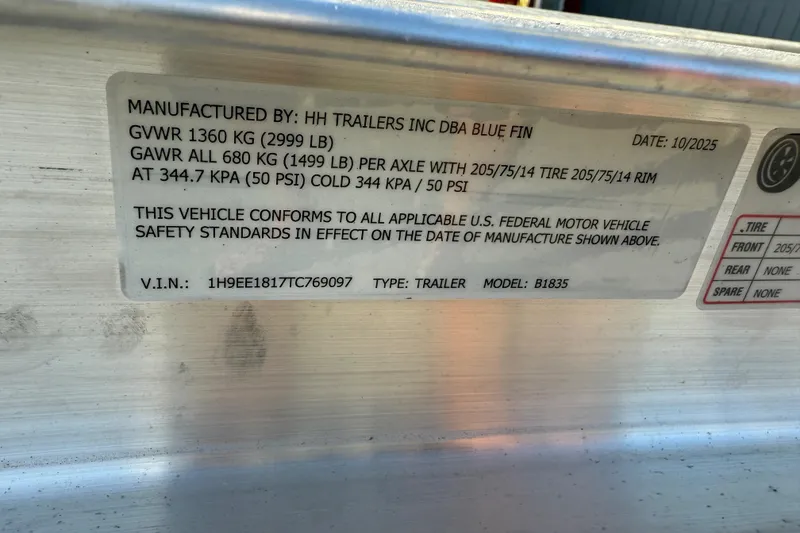 MANUFACTURED BY: HH TRAILERS INC DBA BLUE FIN
DATE: 10/2025
GVWR 1360 KG (2999 LB)
GAWR ALL 680 KG (1499 LB) PER AXLE WITH 205/75/14 TIRE 205/75/14 RIM
AT 344.7 KPA (50 PSI) COLD 344 KPA / 50 PSI
THIS VEHICLE CONFORMS TO ALL APPLICABLE U.S. FEDERAL MOTOR VEHICLE
SAFETY STANDARDS IN EFFECT ON THE DATE OF MANUFACTURE SHOWN ABOVE.
V.I.N.: 1H9EE1817TC769097 TYPE: TRAILER MODEL: B1835
TIRE
FRONT
REAR NONE
SPARE NONE